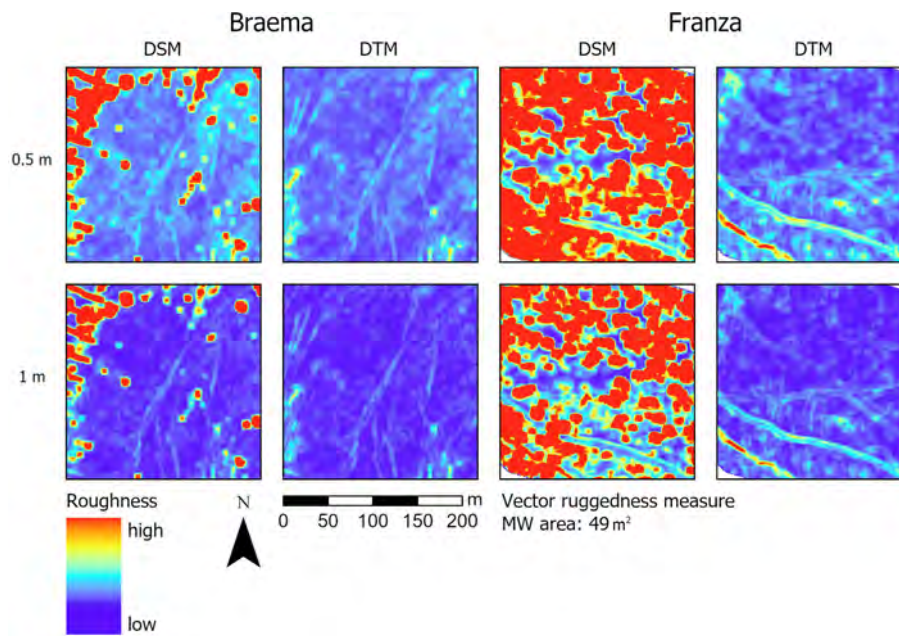 Braema Franza
DSM DTM DSM DTM
0.5 m
1 m
Roughness
high
low
N
m
0 50 100 150 200
Vector ruggedness measure
MW area: 49 m²